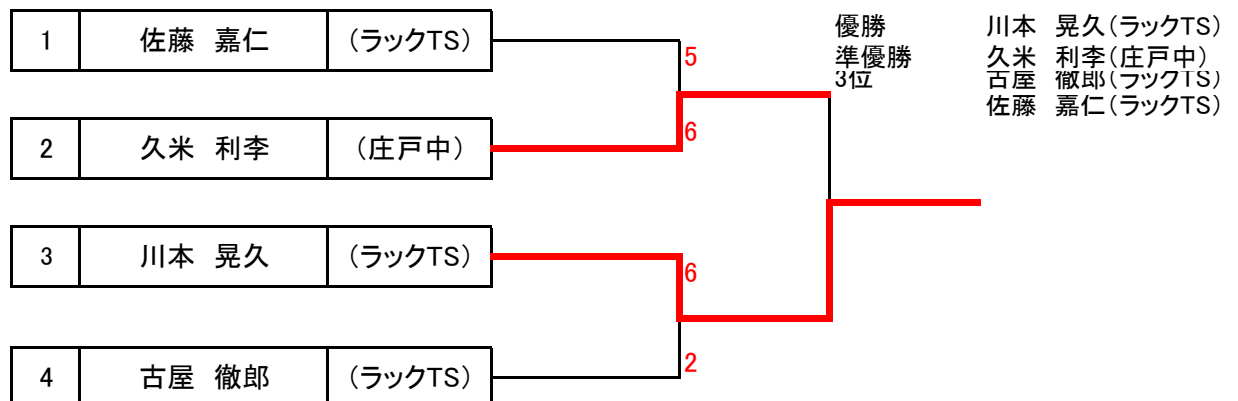 1 佐藤 嘉仁 (ラックTS)
5
2 久米 利李 (庄戸中)
6
3 川本 晃久 (ラックTS)
6
4 古屋 徹郎 (ラックTS)
2
優勝 川本 晃久(ラックTS)
準優勝 久米 利李(庄戸中)
3位 古屋 徹郎(ラックTS)
佐藤 嘉仁(ラックTS)